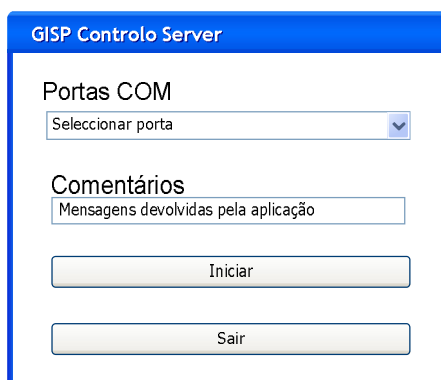 GISP Controlo Server
Portas COM
Seleccionar porta
Comentários
Mensagens devolvidas pela aplicação
Iniciar
Sair